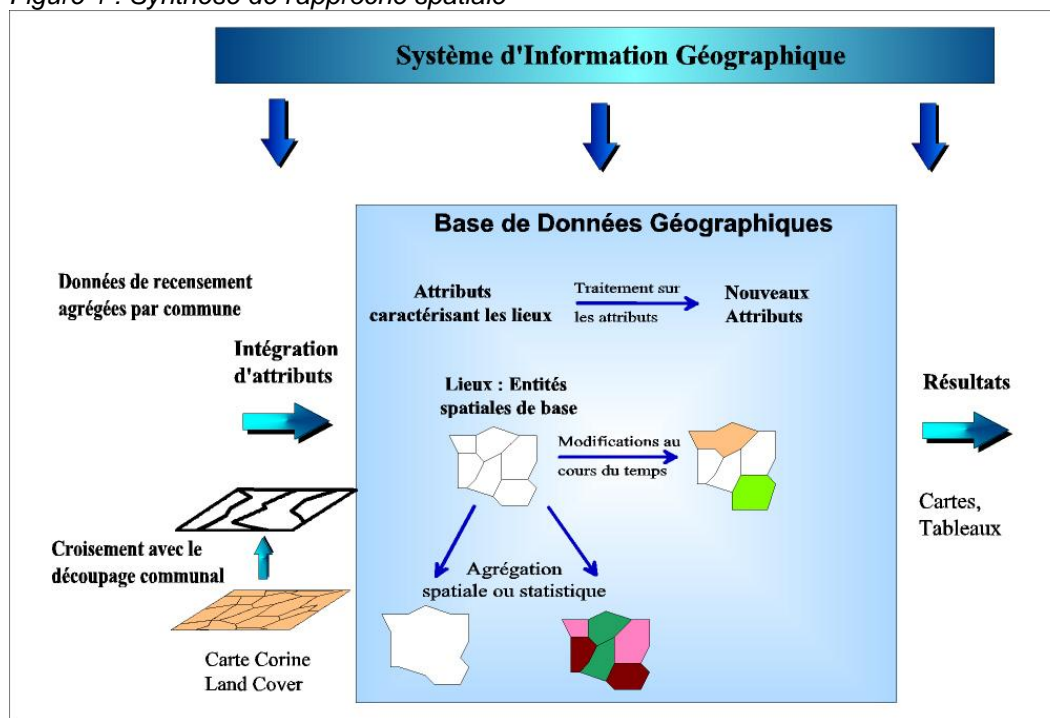 Figure 1 : Synthèse de l'approche spatiale
Système d'Information Géographique
Base de Données Géographiques
Données de recensement
agrégées par commune
Attributs
caractérisant les lieux
Traitement sur
les attributs
Nouveaux
Attributs
Intégration
d'attributs
Lieux : Entités
spatiales de base
Modifications au
cours du temps
Résultats
Cartes,
Tableaux
Croisement avec le
découpage communal
Agrégation
spatiale ou statistique
Carte Corine
Land Cover